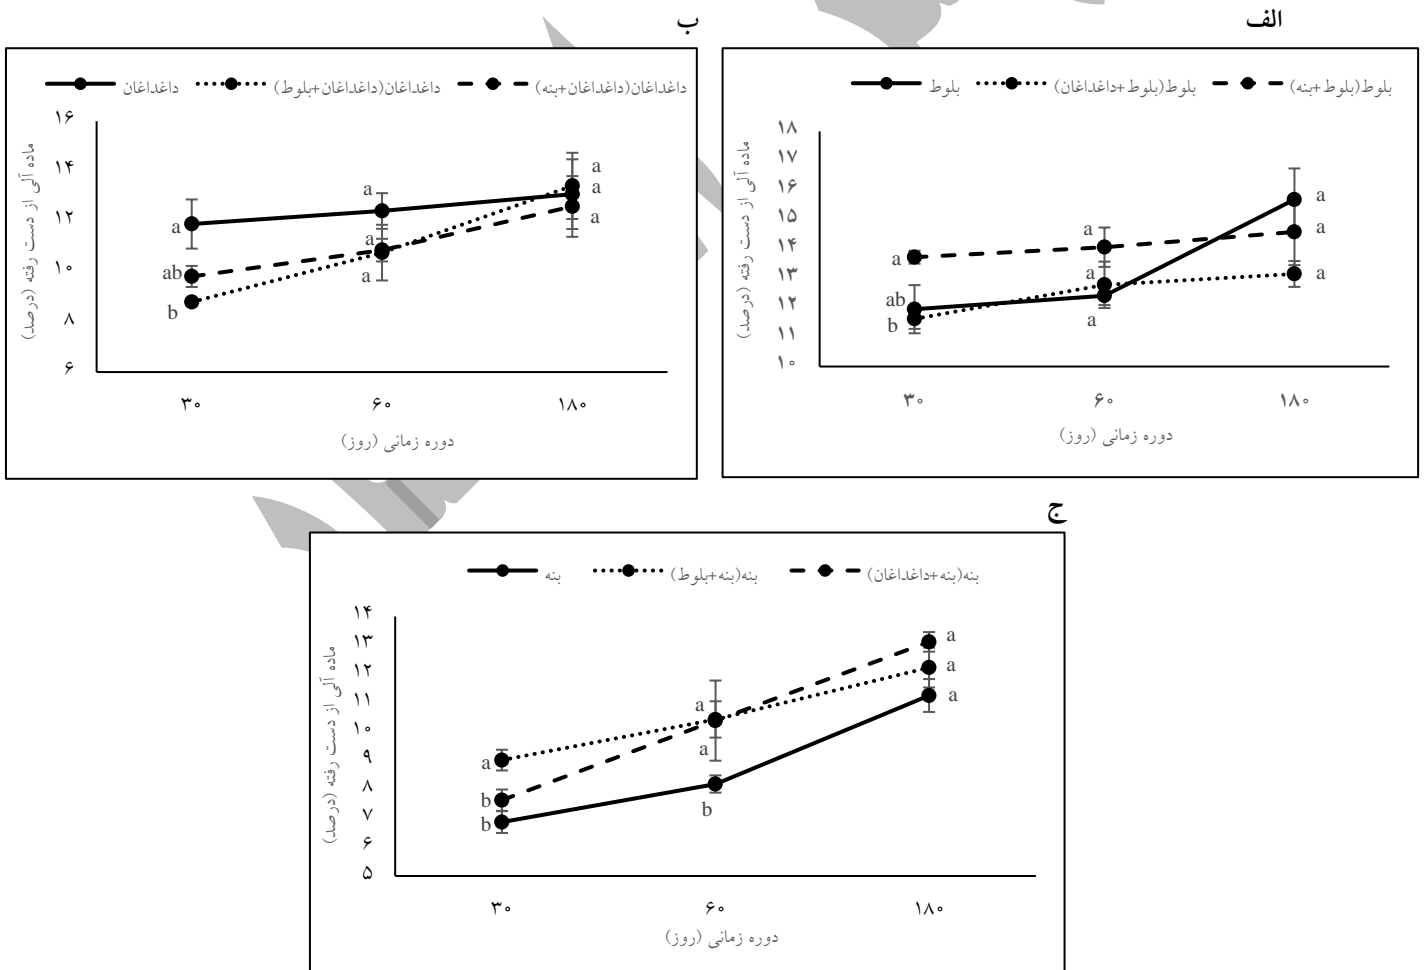 الف
بلوط    بلوط(بلوط+داغداغان)    بلوط(بلوط+بنه)
ماده آلی از دست رفته (درصد)
۱۸
۱۷
۱۶
۱۵
۱۴
۱۳
۱۲
۱۱
۱۰
a
a
a
a
a
a
a
ab
b
۳۰    ۶۰    ۱۸۰
دوره زمانی (روز)
ب
داغداغان    داغداغان(داغداغان+بلوط)    داغداغان(داغداغان+بنه)
ماده آلی از دست رفته (درصد)
۱۶
۱۴
۱۲
۱۰
۸
۶
a
a
a
a
a
a
a
ab
b
۳۰    ۶۰    ۱۸۰
دوره زمانی (روز)
ج
بنه    بنه(بنه+بلوط)    بنه(بنه+داغداغان)
ماده آلی از دست رفته (درصد)
۱۴
۱۳
۱۲
۱۱
۱۰
۹
۸
۷
۶
۵
a
a
a
a
a
a
b
b
b
۳۰    ۶۰    ۱۸۰
دوره زمانی (روز)